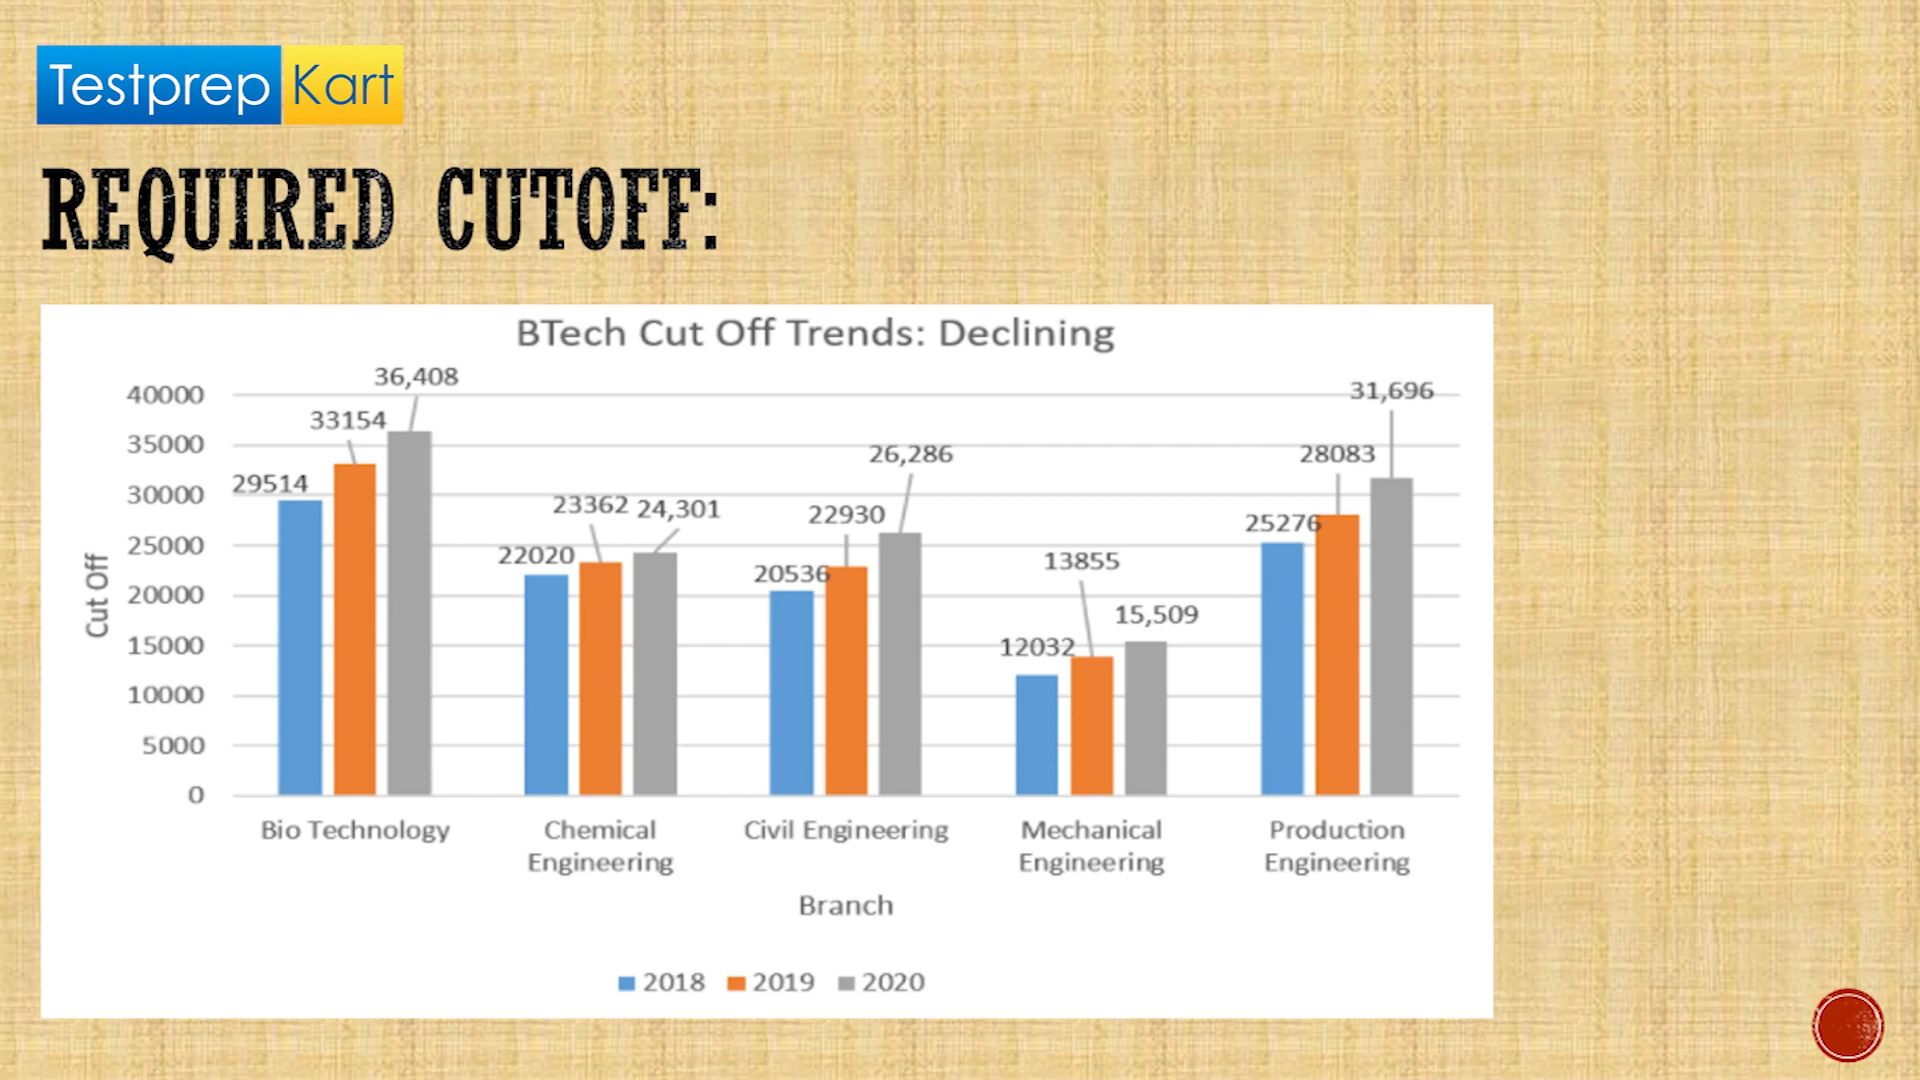 Testprep Kart
REQUIRED CUTOFF:
BTech Cut Off Trends: Declining
Cut Off
40000
35000
30000
25000
20000
15000
10000
5000
0
29514
33154
36,408
22020
23362
24,301
20536
22930
26,286
12032
13855
15,509
25276
28083
31,696
Bio Technology
Chemical
Engineering
Civil Engineering
Mechanical
Engineering
Production
Engineering
Branch
2018 2019 2020